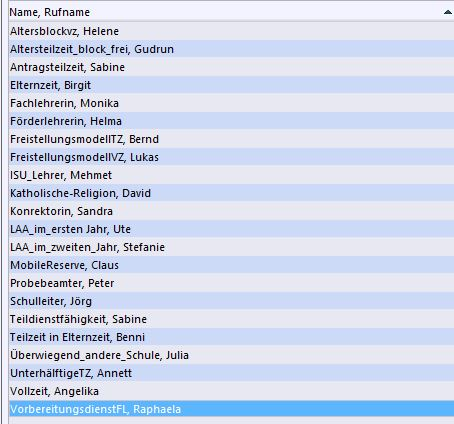 Name, Rufname
Altersblockvz, Helene
Altersteilzeit_block_frei, Gudrun
Antragsteilzeit, Sabine
Elternzeit, Birgit
Fachlehrerin, Monika
Förderlehrerin, Helma
FreistellungsmodellTZ, Bernd
FreistellungsmodellVZ, Lukas
ISU_Lehrer, Mehmet
Katholische-Religion, David
Konrektorin, Sandra
LAA_im_ersten Jahr, Ute
LAA_im_zweiten_Jahr, Stefanie
MobileReserve, Claus
Probebeamter, Peter
Schulleiter, Jörg
Teildienstfähigkeit, Sabine
Teilzeit in Elternzeit, Benni
Überwiegend_andere_Schule, Julia
UnterhälftigeTZ, Annett
Vollzeit, Angelika
VorbereitungsdienstFL, Raphaela